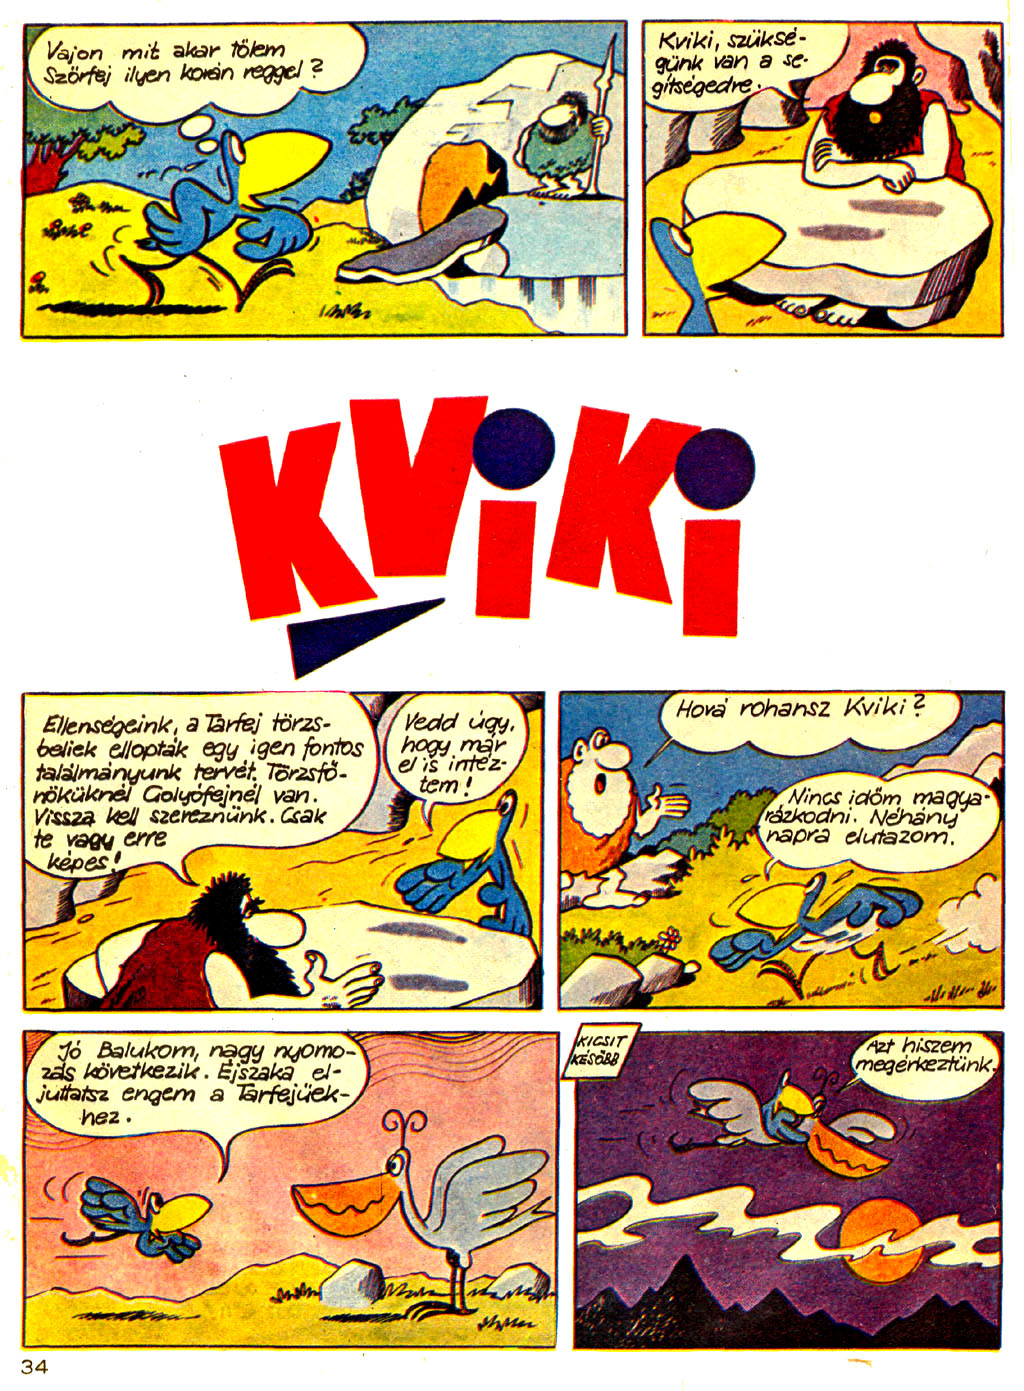 Vajon mit akar tőlem
Szőrfej ilyen korán reggel ?
Kviki, szüksé-
günk van a se-
gítségedre.
KVIKI
Ellenségeink, a Tarfej törzs-
beliek ellopták egy igen fontos
találmányunk tervét. Törzsfő-
nöküknél Golyófejnél van.
Vissza kell szereznünk. Csak
te vagy erre
képes!
Vedd úgy,
hogy már
el is intéz-
tem!
Hová rohansz Kviki ?
Nincs időm magya-
rázkodni. Néhány
napra elutazom.
Jó Balukom, nagy nyomo-
zás következik. Éjszaka el-
juttatsz engem a Tarfejűek-
hez.
KICSIT
KÉSŐBB
Azt hiszem
megérkeztünk.
34